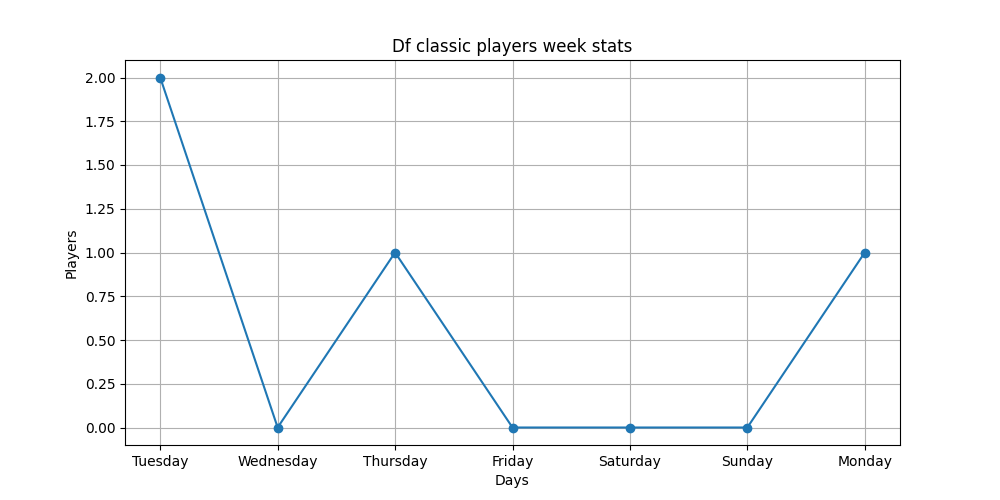 Df classic players week stats
Players
2.00
1.75
1.50
1.25
1.00
0.75
0.50
0.25
0.00
Tuesday Wednesday Thursday Friday Saturday Sunday Monday
Days